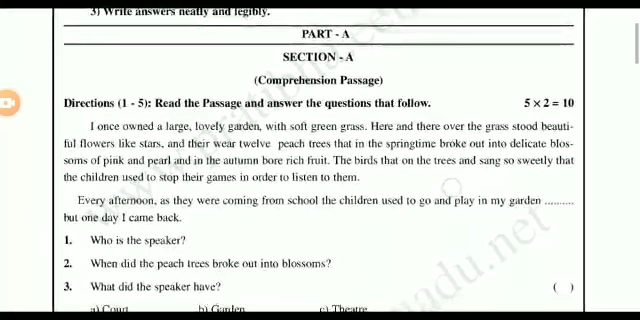 3) Write answers neatly and legibly.
PART - A
SECTION - A
(Comprehension Passage)
Directions (1 - 5): Read the Passage and answer the questions that follow. 5 × 2 = 10
I once owned a large, lovely garden, with soft green grass. Here and there over the grass stood beauti-
ful flowers like stars, and their wear twelve peach trees that in the springtime broke out into delicate blos-
soms of pink and pearl and in the autumn bore rich fruit. The birds that on the trees and sang so sweetly that
the children used to stop their games in order to listen to them.
Every afternoon, as they were coming from school the children used to go and play in my garden ..........
but one day I came back.
1. Who is the speaker?
2. When did the peach trees broke out into blossoms?
3. What did the speaker have? ( )
a) Court b) Garden c) Theatre